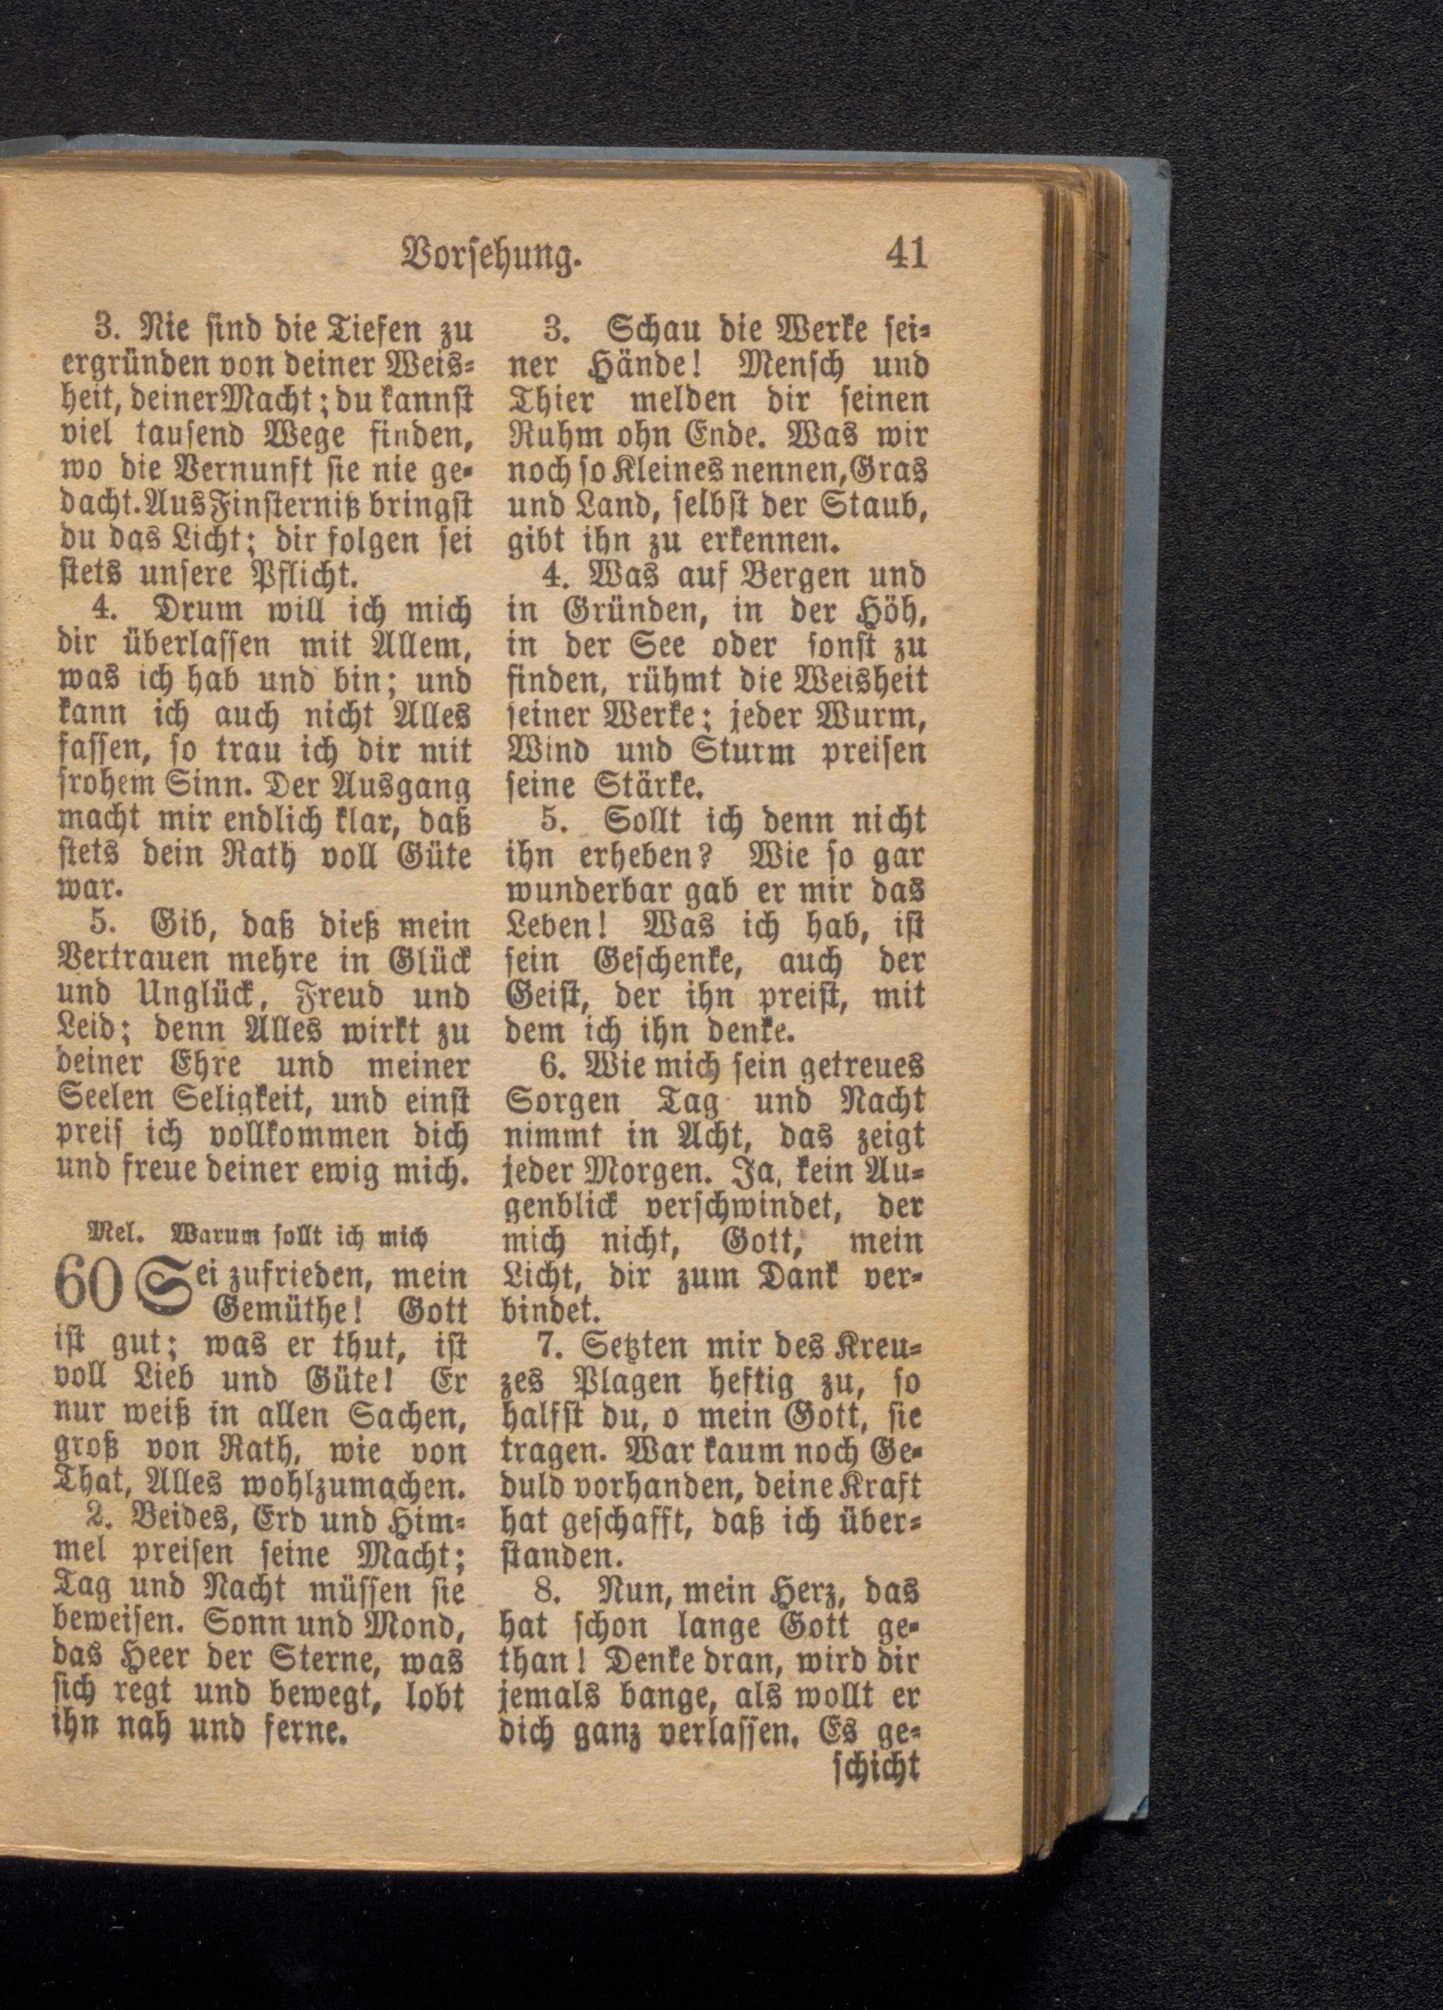 Vorsehung. 41
3. Nie sind die Tiefen zu
ergründen von deiner Weis-
heit, deiner Macht; du kannst
viel tausend Wege finden,
wo die Vernunft sie nie ge-
dacht. Aus Finsterniß bringst
du das Licht; dir folgen sei
stets unsere Pflicht.
4. Drum will ich mich
dir überlassen mit Allem,
was ich hab und bin; und
kann ich auch nicht Alles
fassen, so trau ich dir mit
frohem Sinn. Der Ausgang
macht mir endlich klar, daß
stets dein Rath voll Güte
war.
5. Gib, daß dieß mein
Vertrauen mehre in Glück
und Unglück, Freud und
Leid; denn Alles wirkt zu
deiner Ehre und meiner
Seelen Seligkeit, und einst
preis ich vollkommen dich
und freue deiner ewig mich.
Mel. Warum sollt ich mich
60 Sei zufrieden, mein
Gemüthe! Gott
ist gut; was er thut, ist
voll Lieb und Güte! Er
nur weiß in allen Sachen,
groß von Rath, wie von
That, Alles wohlzumachen.
2. Beides, Erd und Him-
mel preisen seine Macht;
Tag und Nacht müssen sie
beweisen. Sonn und Mond,
das Heer der Sterne, was
sich regt und bewegt, lobt
ihn nah und ferne.
3. Schau die Werke sei-
ner Hände! Mensch und
Thier melden dir seinen
Ruhm ohn Ende. Was wir
noch so Kleines nennen, Gras
und Land, selbst der Staub,
gibt ihn zu erkennen.
4. Was auf Bergen und
in Gründen, in der Höh,
in der See oder sonst zu
finden, rühmt die Weisheit
seiner Werke; jeder Wurm,
Wind und Sturm preisen
seine Stärke.
5. Sollt ich denn nicht
ihn erheben? Wie so gar
wunderbar gab er mir das
Leben! Was ich hab, ist
sein Geschenke, auch der
Geist, der ihn preist, mit
dem ich ihn denke.
6. Wie mich sein getreues
Sorgen Tag und Nacht
nimmt in Acht, das zeigt
jeder Morgen. Ja, kein Au-
genblick verschwindet, der
mich nicht, Gott, mein
Licht, dir zum Dank ver-
bindet.
7. Setzten mir des Kreu-
zes Plagen heftig zu, so
halfst du, o mein Gott, sie
tragen. War kaum noch Ge-
duld vorhanden, deine Kraft
hat geschafft, daß ich über-
standen.
8. Nun, mein Herz, das
hat schon lange Gott ge-
than! Denke dran, wird dir
jemals bange, als wollt er
dich ganz verlassen. Es ge-
schicht